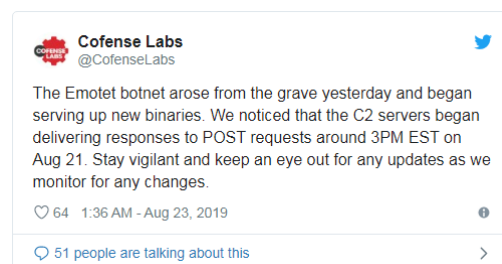 Cofense Labs
COFENSE
LABS
@CofenseLabs
The Emotet botnet arose from the grave yesterday and began
serving up new binaries. We noticed that the C2 servers began
delivering responses to POST requests around 3PM EST on
Aug 21. Stay vigilant and keep an eye out for any updates as we
monitor for any changes.
64 1:36 AM - Aug 23, 2019
51 people are talking about this